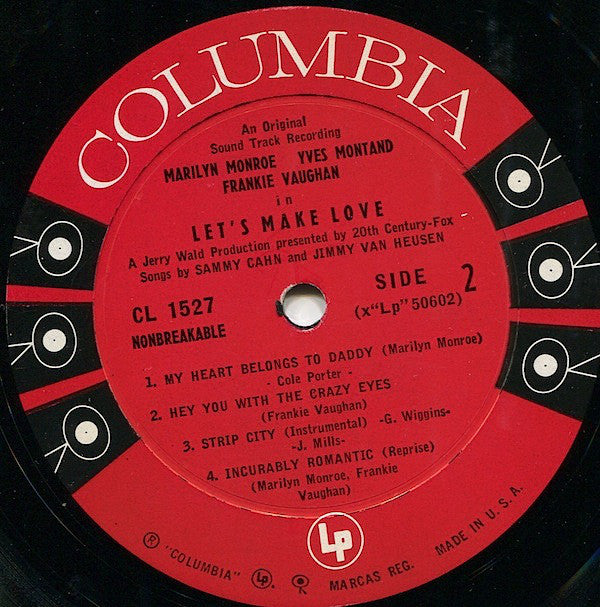 COLUMBIA
An Original
Sound Track Recording
MARILYN MONROE YVES MONTAND
FRANKIE VAUGHAN
in
LET'S MAKE LOVE
A Jerry Wald Production presented by 20th Century-Fox
Songs by SAMMY CAHN and JIMMY VAN HEUSEN
CL 1527
NONBREAKABLE
SIDE 2
(x"Lp" 50602)
1. MY HEART BELONGS TO DADDY (Marilyn Monroe)
- Cole Porter -
2. HEY YOU WITH THE CRAZY EYES
(Frankie Vaughan)
3. STRIP CITY (Instrumental) -G. Wiggins-
-J. Mills-
4. INCURABLY ROMANTIC (Reprise)
(Marilyn Monroe, Frankie
Vaughan)
Lp
® "COLUMBIA" Lp. MARCAS REG. MADE IN U.S.A.